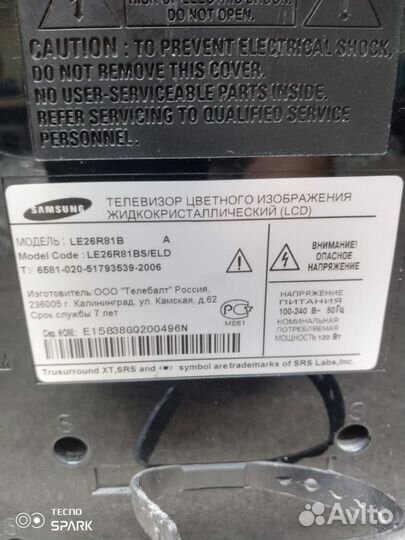 DO NOT OPEN.
CAUTION : TO PREVENT ELECTRICAL SHOCK,
DO NOT REMOVE THIS COVER.
NO USER-SERVICEABLE PARTS INSIDE.
REFER SERVICING TO QUALIFIED SERVICE
PERSONNEL.
SAMSUNG
ТЕЛЕВИЗОР ЦВЕТНОГО ИЗОБРАЖЕНИЯ
ЖИДКОКРИСТАЛЛИЧЕСКИЙ (LCD)
МОДЕЛЬ : LE26R81B A
Model Code : LE26R81BS/ELD
ТУ 6581-020-51793539-2006
ВНИМАНИЕ !
ОПАСНОЕ
НАПРЯЖЕНИЕ
Изготовитель:ООО "Телебалт" Россия.
236005 г. Калининград, ул. Камская, д.62
Срок службы 7 лет
МЕ61
НАПРЯЖЕНИЕ
ПИТАНИЯ
100-240 В~ 50Гц
НОМИНАЛЬНАЯ
ПОТРЕБЛЯЕМАЯ
МОЩНОСТЬ 120 Вт
Сер. НОМ.: E15838GQ200496N
Trusurround XT,SRS and (●) symbol are trademarks of SRS Labs,Inc.
S
S
TECNO
SPARK
Avito